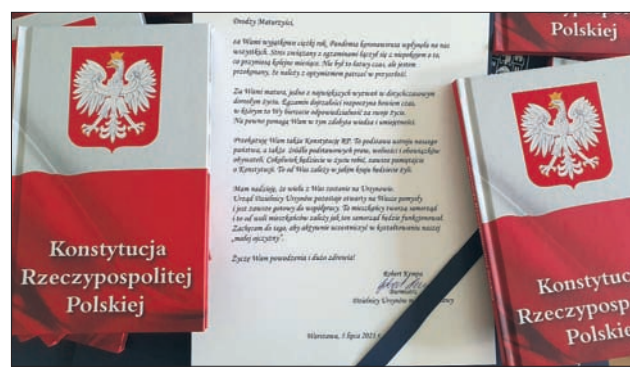 Drodzy Maturzyści,
za Wami wyjątkowo ciężki rok. Pandemia koronawirusa wpłynęła na nas
wszystkich. Stres związany z egzaminami łączył się z niepokojem o to,
co przyniosą kolejne miesiące. Nie był to łatwy czas, ale jestem
przekonany, że należy z optymizmem patrzeć w przyszłość.
Za Wami matura, jedno z największych wyzwań w dotychczasowym
dorosłym życiu. Egzamin dojrzałości rozpoczyna bowiem czas,
w którym to Wy bierzecie odpowiedzialność za swoje życie.
Na pewno pomogą Wam w tym zdobyta wiedza i umiejętności.
Przekazuję Wam także Konstytucję RP. To podstawa ustroju naszego
państwa, a także źródło podstawowych praw, wolności i obowiązków
obywateli. Cokolwiek będziecie w życiu robić, zawsze pamiętajcie
o Konstytucji. To od Was zależy w jakim kraju będziecie żyli.
Mam nadzieję, że wielu z Was zostanie na Ursynowie.
Urząd Dzielnicy Ursynów pozostaje otwarty na Wasze pomysły
i jest zawsze gotowy do współpracy. To mieszkańcy tworzą samorząd
i to od woli mieszkańców zależy jak ten samorząd będzie funkcjonował.
Zachęcam do tego, aby aktywnie uczestniczyć w kształtowaniu naszej
„małej ojczyzny”.
Życzę Wam powodzenia i dużo zdrowia!
Robert Kempa
Burmistrz
Dzielnicy Ursynów
Warszawa, 5 lipca 2021
Konstytucja
Rzeczypospolitej
Polskiej
Polskiej
Konstytuc
Rzeczyposp
Polskie